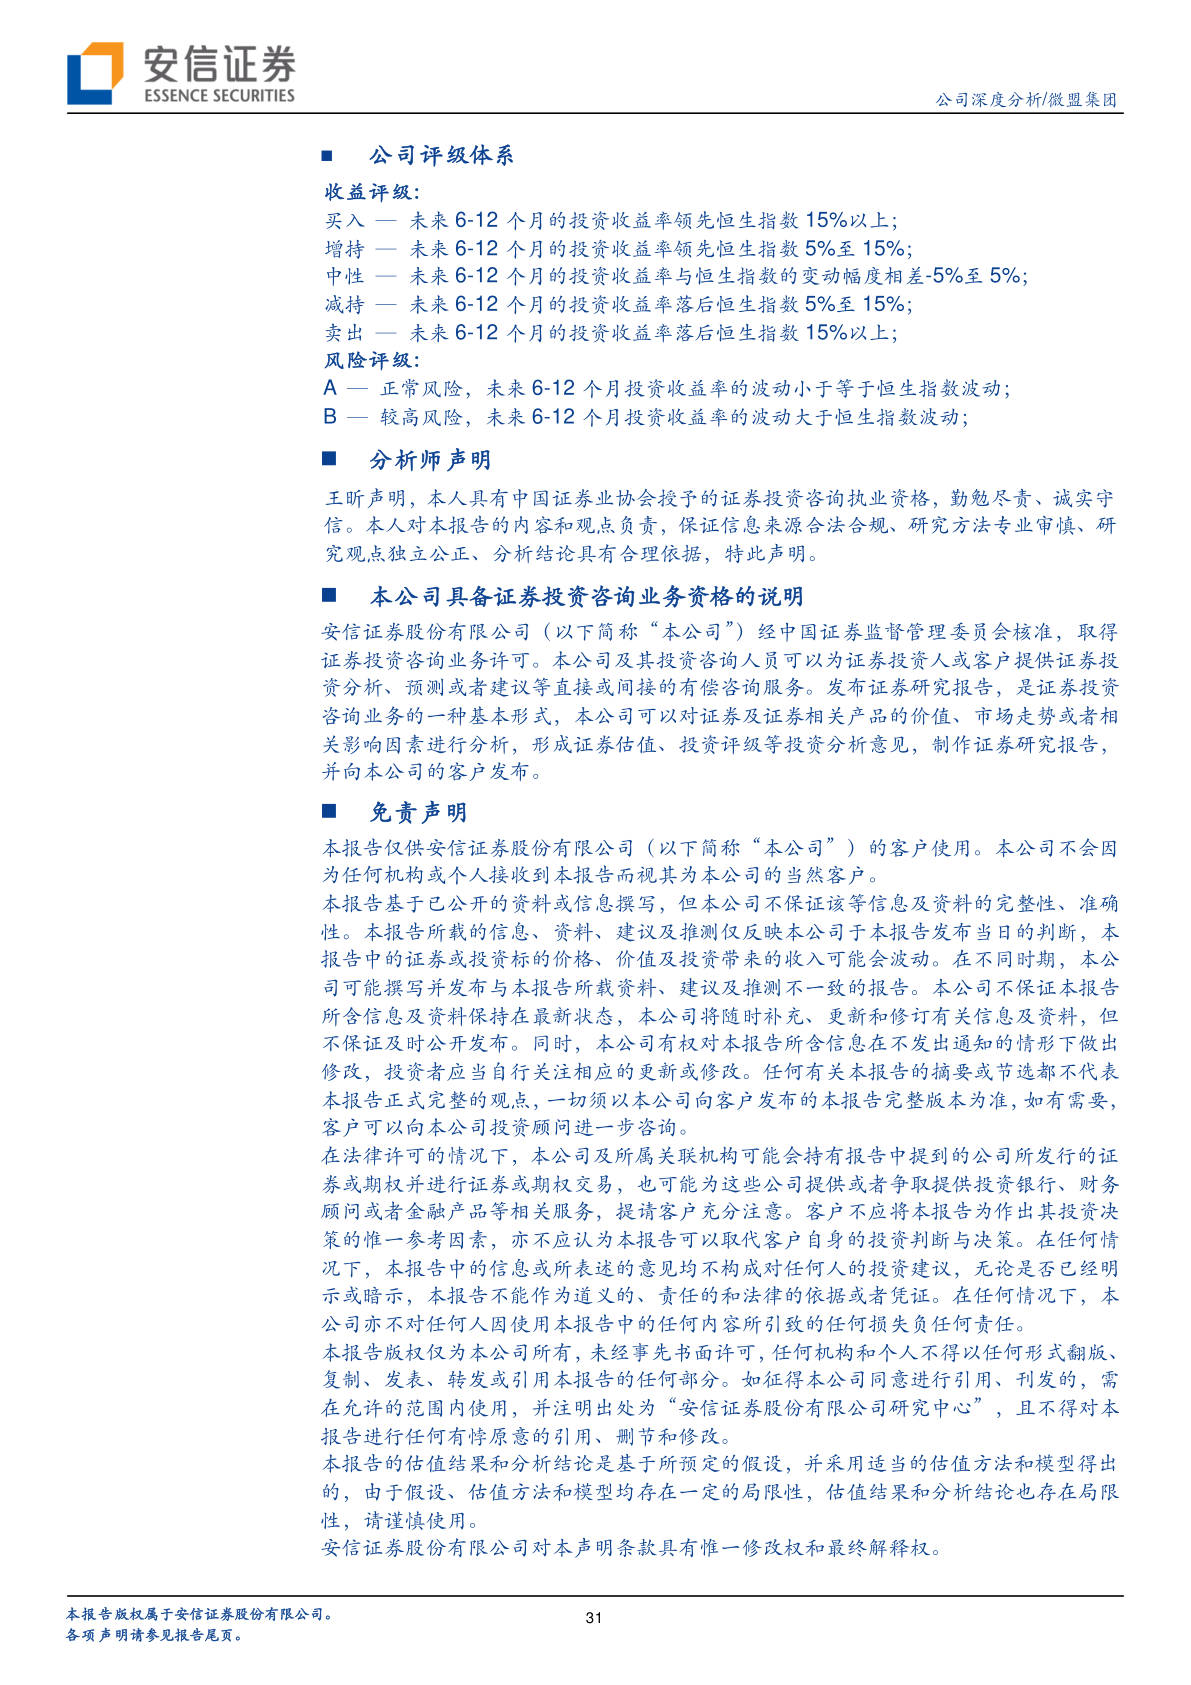 安信证券
ESSENCE SECURITIES
公司深度分析/微盟集团
■ 公司评级体系
收益评级：
买入 — 未来 6-12 个月的投资收益率领先恒生指数 15%以上；
增持 — 未来 6-12 个月的投资收益率领先恒生指数 5%至 15%；
中性 — 未来 6-12 个月的投资收益率与恒生指数的变动幅度相差-5%至 5%；
减持 — 未来 6-12 个月的投资收益率落后恒生指数 5%至 15%；
卖出 — 未来 6-12 个月的投资收益率落后恒生指数 15%以上；
风险评级：
A — 正常风险，未来 6-12 个月投资收益率的波动小于等于恒生指数波动；
B — 较高风险，未来 6-12 个月投资收益率的波动大于恒生指数波动；
■ 分析师声明
王昕声明，本人具有中国证券业协会授予的证券投资咨询执业资格，勤勉尽责、诚实守
信。本人对本报告的内容和观点负责，保证信息来源合法合规、研究方法专业审慎、研
究观点独立公正、分析结论具有合理依据，特此声明。
■ 本公司具备证券投资咨询业务资格的说明
安信证券股份有限公司（以下简称“本公司”）经中国证券监督管理委员会核准，取得
证券投资咨询业务许可。本公司及其投资咨询人员可以为证券投资人或客户提供证券投
资分析、预测或者建议等直接或间接的有偿咨询服务。发布证券研究报告，是证券投资
咨询业务的一种基本形式，本公司可以对证券及证券相关产品的价值、市场走势或者相
关影响因素进行分析，形成证券估值、投资评级等投资分析意见，制作证券研究报告，
并向本公司的客户发布。
■ 免责声明
本报告仅供安信证券股份有限公司（以下简称“本公司”）的客户使用。本公司不会因
为任何机构或个人接收到本报告而视其为本公司的当然客户。
本报告基于已公开的资料或信息撰写，但本公司不保证该等信息及资料的完整性、准确
性。本报告所载的信息、资料、建议及推测仅反映本公司于本报告发布当日的判断，本
报告中的证券或投资标的价格、价值及投资带来的收入可能会波动。在不同时期，本公
司可能撰写并发布与本报告所载资料、建议及推测不一致的报告。本公司不保证本报告
所含信息及资料保持在最新状态，本公司将随时补充、更新和修订有关信息及资料，但
不保证及时公开发布。同时，本公司有权对本报告所含信息在不发出通知的情形下做出
修改，投资者应当自行关注相应的更新或修改。任何有关本报告的摘要或节选都不代表
本报告正式完整的观点，一切须以本公司向客户发布的本报告完整版本为准，如有需要，
客户可以向本公司投资顾问进一步咨询。
在法律许可的情况下，本公司及所属关联机构可能会持有报告中提到的公司所发行的证
券或期权并进行证券或期权交易，也可能为这些公司提供或者争取提供投资银行、财务
顾问或者金融产品等相关服务，提请客户充分注意。客户不应将本报告为作出其投资决
策的惟一参考因素，亦不应认为本报告可以取代客户自身的投资判断与决策。在任何情
况下，本报告中的信息或所表述的意见均不构成对任何人的投资建议，无论是否已经明
示或暗示，本报告不能作为道义的、责任的和法律的依据或者凭证。在任何情况下，本
公司亦不对任何人因使用本报告中的任何内容所引致的任何损失负任何责任。
本报告版权仅为本公司所有，未经事先书面许可，任何机构和个人不得以任何形式翻版、
复制、发表、转发或引用本报告的任何部分。如征得本公司同意进行引用、刊发的，需
在允许的范围内使用，并注明出处为“安信证券股份有限公司研究中心”，且不得对本
报告进行任何有悖原意的引用、删节和修改。
本报告的估值结果和分析结论是基于所预定的假设，并采用适当的估值方法和模型得出
的，由于假设、估值方法和模型均存在一定的局限性，估值结果和分析结论也存在局限
性，请谨慎使用。
安信证券股份有限公司对本声明条款具有惟一修改权和最终解释权。
本报告版权属于安信证券股份有限公司。
31
各项声明请参见报告尾页。